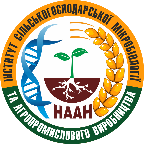 ІНСТИТУТ СІЛЬСЬКОГОСПОДАРСЬКОЇ МІКРОБІОЛОГІЇ
ТА АГРОПРОМИСЛОВОГО ВИРОБНИЦТВА
НААН